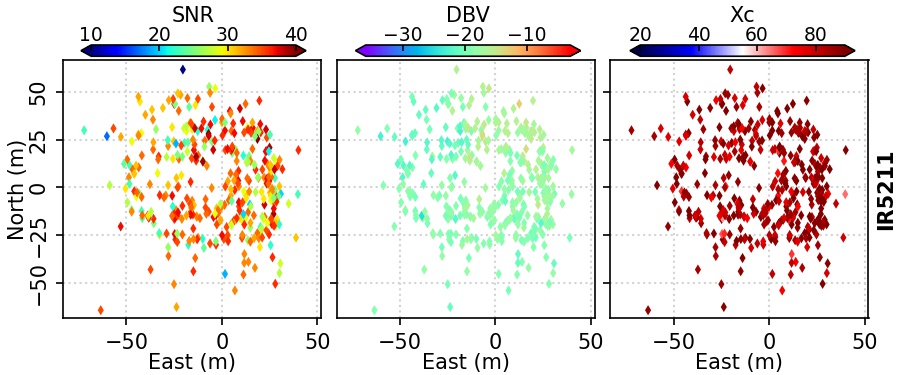 SNR DBV Xc
10 20 30 40 −30 −20 −10 20 40 60 80
50
25
0
−25
−50
North (m)
IR5211
−50 0 50 −50 0 50 −50 0 50
East (m) East (m) East (m)